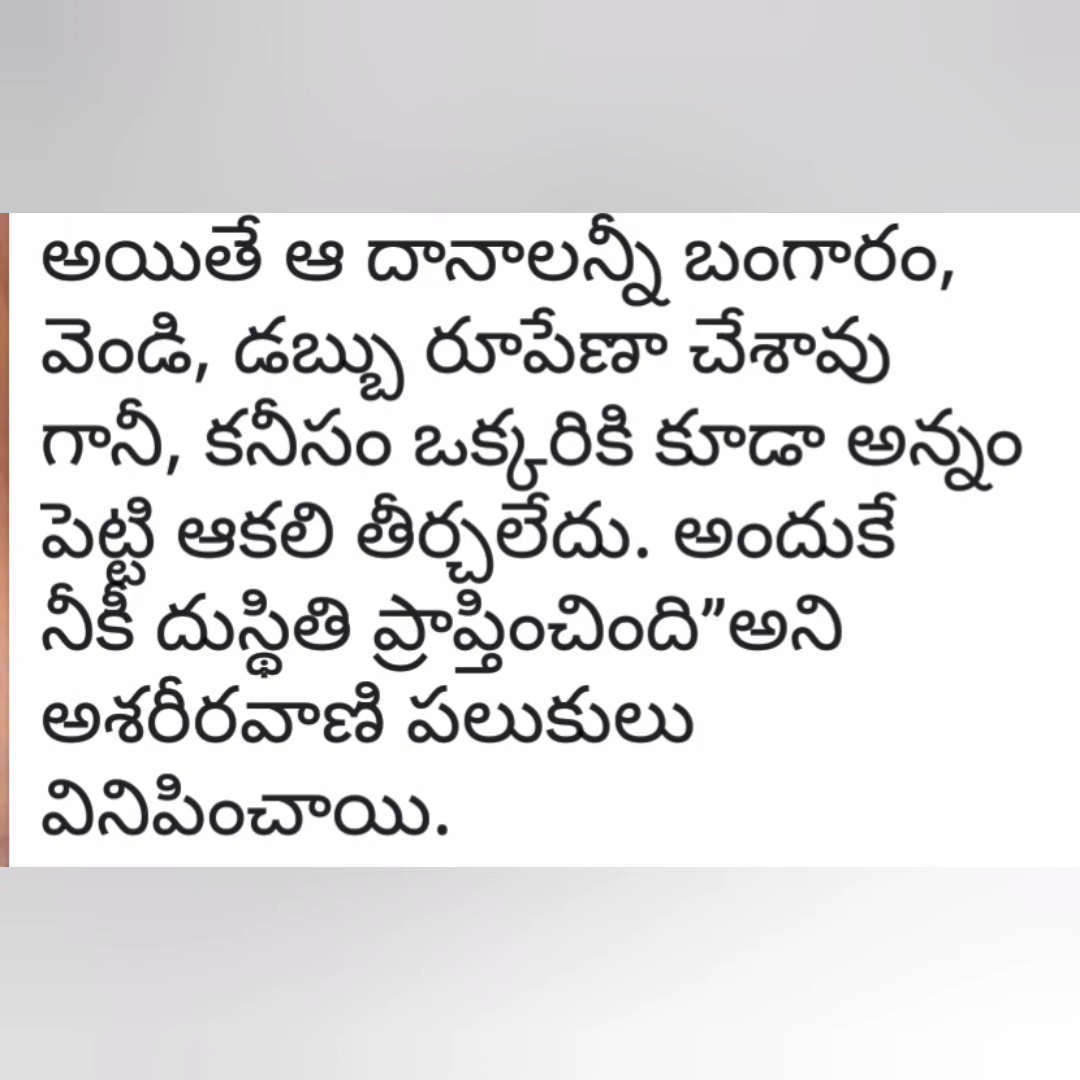 అయితే ఆ దానాలన్నీ బంగారం,
వెండి, డబ్బు రూపేణా చేశావు
గానీ, కనీసం ఒక్కరికి కూడా అన్నం
పెట్టి ఆకలి తీర్చలేదు. అందుకే
నీకీ దుస్థితి ప్రాప్తించింది”అని
అశరీరవాణి పలుకులు
వినిపించాయి.